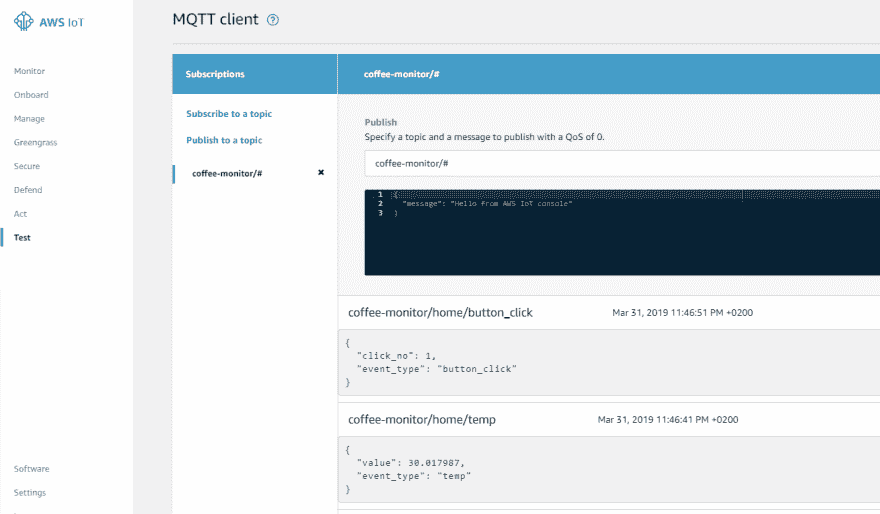 AWS IoT
MQTT client ?
Monitor
Onboard
Manage
Greengrass
Secure
Defend
Act
Test
Software
Settings
Subscriptions
Subscribe to a topic
Publish to a topic
coffee-monitor/# ×
coffee-monitor/#
Publish
Specify a topic and a message to publish with a QoS of 0.
coffee-monitor/#
1 {
2 "message": "Hello from AWS IoT console"
3 }
coffee-monitor/home/button_click Mar 31, 2019 11:46:51 PM +0200
{
"click_no": 1,
"event_type": "button_click"
}
coffee-monitor/home/temp Mar 31, 2019 11:46:41 PM +0200
{
"value": 30.017987,
"event_type": "temp"
}